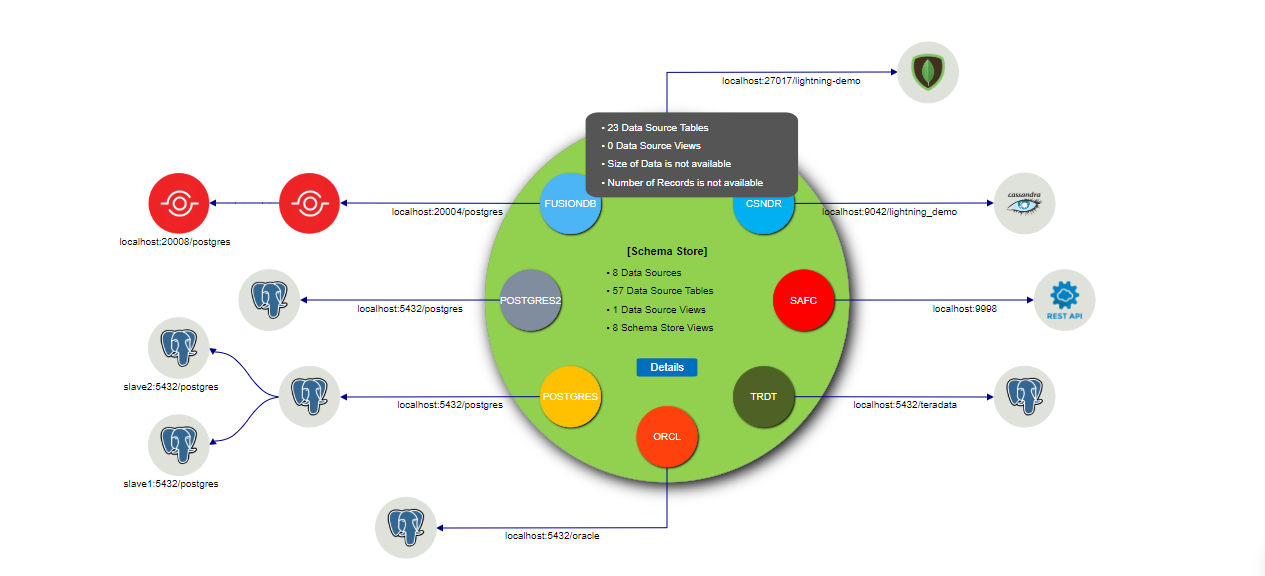 localhost:27017/lightning-demo
• 23 Data Source Tables
• 0 Data Source Views
• Size of Data is not available
• Number of Records is not available
FUSIONDB
CSNDR
cassandra
localhost:20004/postgres
localhost:9042/lightning_demo
localhost:20008/postgres
[Schema Store]
• 8 Data Sources
• 57 Data Source Tables
• 1 Data Source Views
• 8 Schema Store Views
POSTGRES2
SAFC
localhost:5432/postgres
localhost:9998
REST API
Details
slave2:5432/postgres
POSTGRES
TRDT
localhost:5432/postgres
localhost:5432/teradata
ORCL
slave1:5432/postgres
localhost:5432/oracle